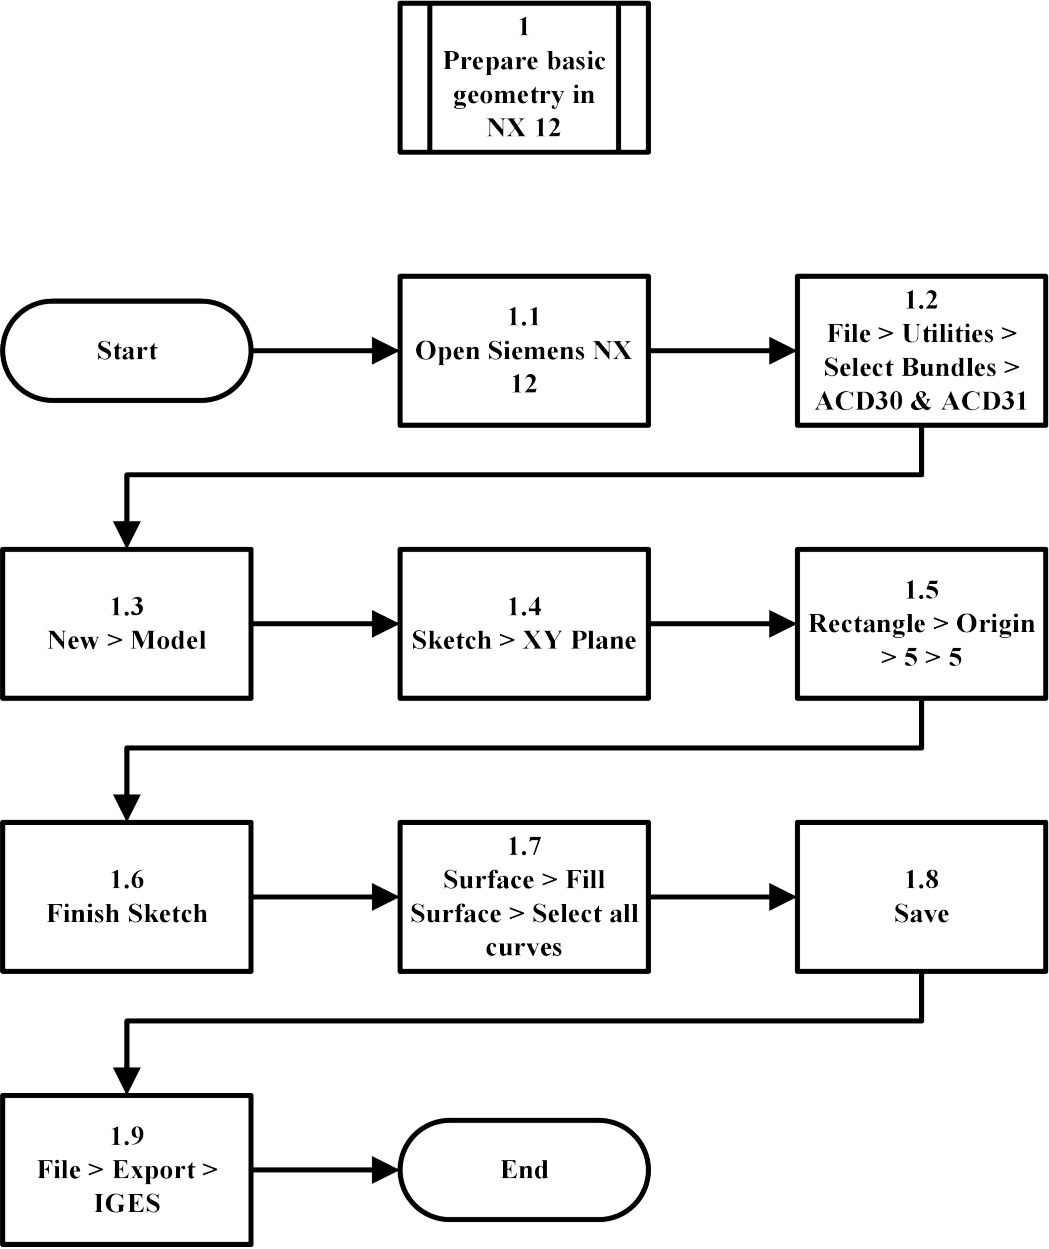 1
Prepare basic
geometry in
NX 12
Start
1.1
Open Siemens NX
12
1.2
File > Utilities >
Select Bundles >
ACD30 & ACD31
1.3
New > Model
1.4
Sketch > XY Plane
1.5
Rectangle > Origin
> 5 > 5
1.6
Finish Sketch
1.7
Surface > Fill
Surface > Select all
curves
1.8
Save
1.9
File > Export >
IGES
End